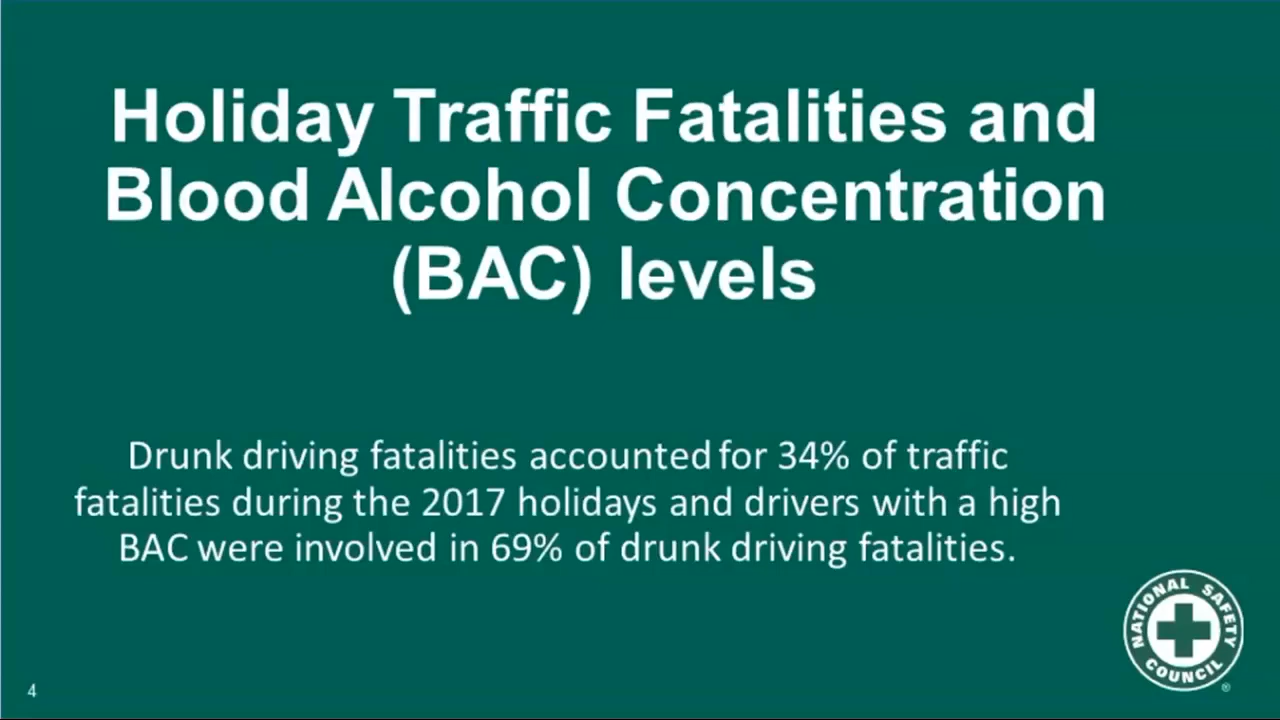 Holiday Traffic Fatalities and
Blood Alcohol Concentration
(BAC) levels
Drunk driving fatalities accounted for 34% of traffic
fatalities during the 2017 holidays and drivers with a high
BAC were involved in 69% of drunk driving fatalities.
NATIONAL SAFETY
COUNCIL
®
4